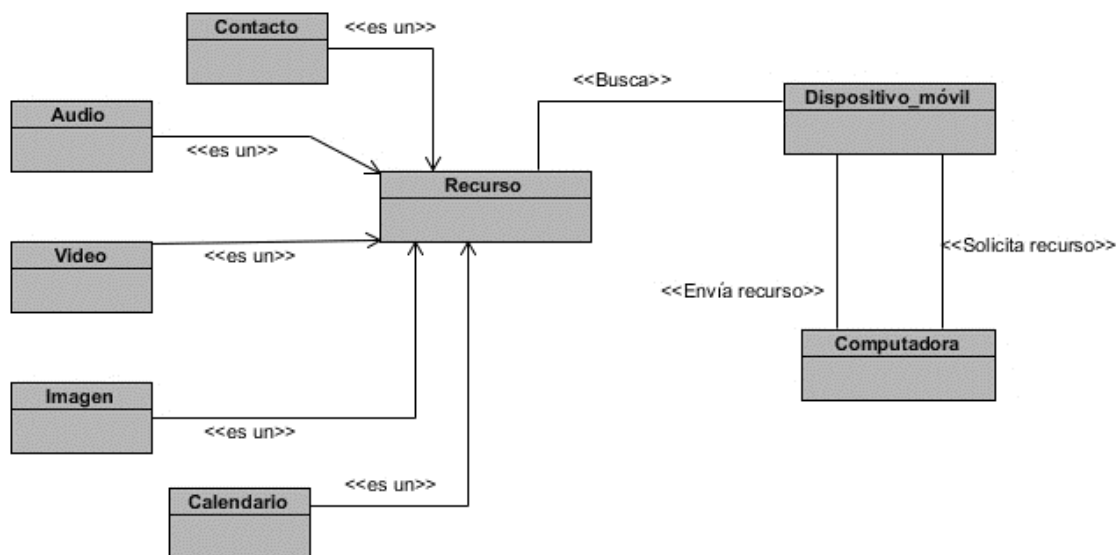 Contacto
<<es un>>
<<Busca>>
Dispositivo_móvil
Audio
<<es un>>
Recurso
Video
<<es un>>
<<Solicita recurso>>
<<Envía recurso>>
Computadora
Imagen
<<es un>>
Calendario
<<es un>>